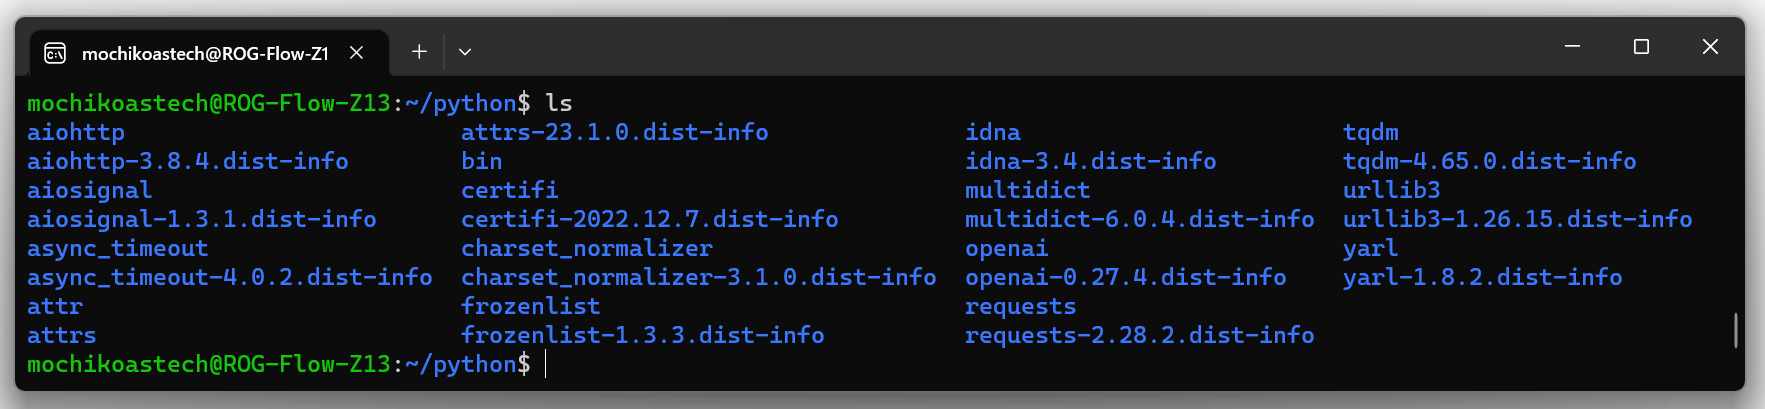 mochikoastech@ROG-Flow-Z1
mochikoastech@ROG-Flow-Z13:~/python$ ls
aiohttp attrs-23.1.0.dist-info idna tqdm
aiohttp-3.8.4.dist-info bin idna-3.4.dist-info tqdm-4.65.0.dist-info
aiosignal certifi multidict urllib3
aiosignal-1.3.1.dist-info certifi-2022.12.7.dist-info multidict-6.0.4.dist-info urllib3-1.26.15.dist-info
async_timeout charset_normalizer openai yarl
async_timeout-4.0.2.dist-info charset_normalizer-3.1.0.dist-info openai-0.27.4.dist-info yarl-1.8.2.dist-info
attr frozenlist requests
attrs frozenlist-1.3.3.dist-info requests-2.28.2.dist-info
mochikoastech@ROG-Flow-Z13:~/python$